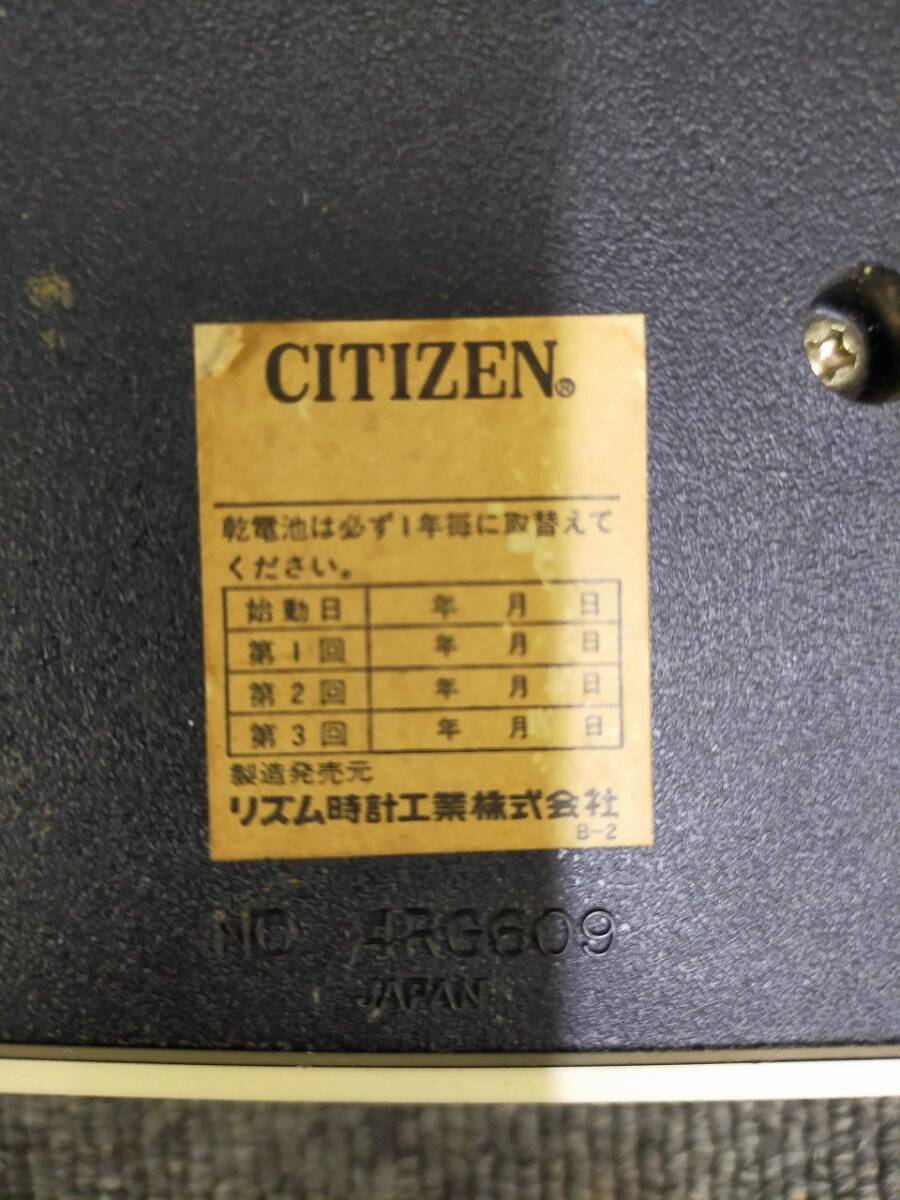 CITIZEN®
乾電池は必ず1年毎に取替えて
ください。
始動日 年 月 日
第1回 年 月 日
第2回 年 月 日
第3回 年 月 日
製造発売元
リズム時計工業株式会社
B-2
NO. 4RG609
JAPAN